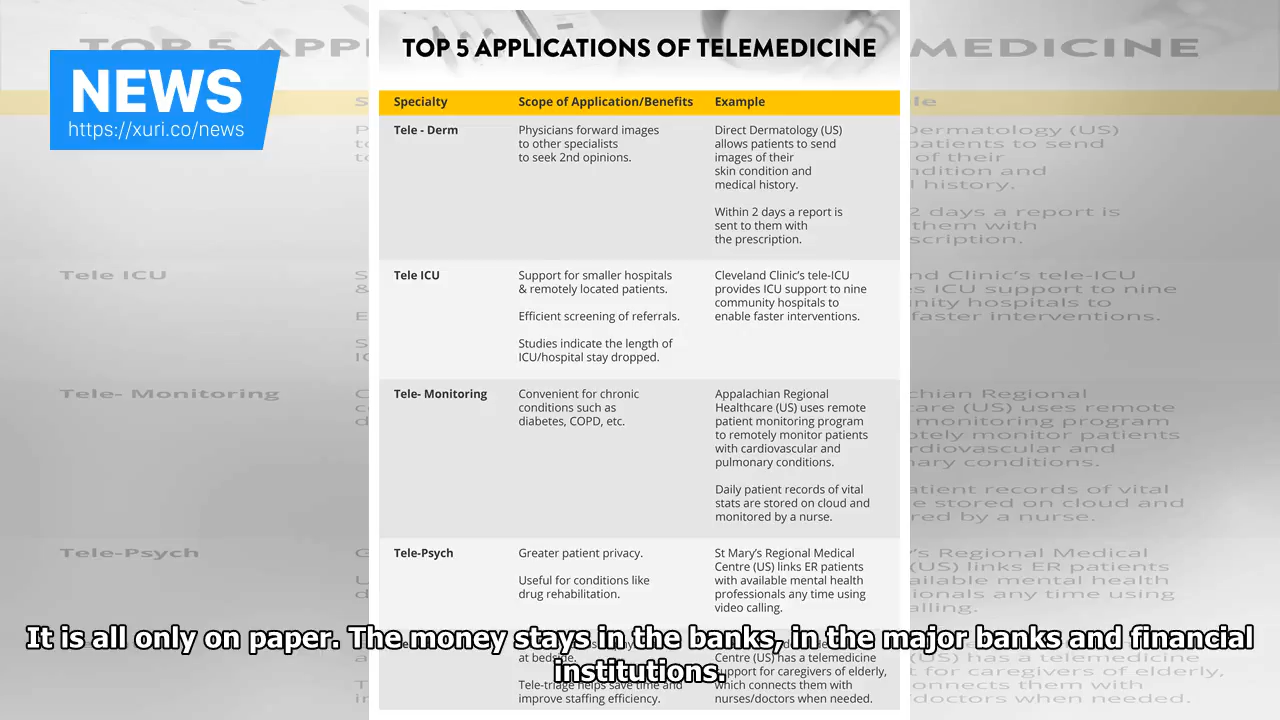 TOP 5 APPLICATIONS OF TELEMEDICINE
NEWS
https://xuri.co/news
Specialty Scope of Application/Benefits Example
Tele - Derm
Physicians forward images
to other specialists
to seek 2nd opinions.
Direct Dermatology (US)
allows patients to send
images of their
skin condition and
medical history.
Within 2 days a report is
sent to them with
the prescription.
Tele ICU
Support for smaller hospitals
& remotely located patients.
Efficient screening of referrals.
Studies indicate the length of
ICU/hospital stay dropped.
Cleveland Clinic's tele-ICU
provides ICU support to nine
community hospitals to
enable faster interventions.
Tele- Monitoring
Convenient for chronic
conditions such as
diabetes, COPD, etc.
Appalachian Regional
Healthcare (US) uses remote
patient monitoring program
to remotely monitor patients
with cardiovascular and
pulmonary conditions.
Daily patient records of vital
stats are stored on cloud and
monitored by a nurse.
Tele-Psych
Greater patient privacy.
Useful for conditions like
drug rehabilitation.
St Mary's Regional Medical
Centre (US) links ER patients
with available mental health
professionals any time using
video calling.
at bedside.
Tele-triage helps save time and
improve staffing efficiency.
Centre (US) has a telemedicine
support for caregivers of elderly,
which connects them with
nurses/doctors when needed.
It is all only on paper. The money stays in the banks, in the major banks and financial
institutions.